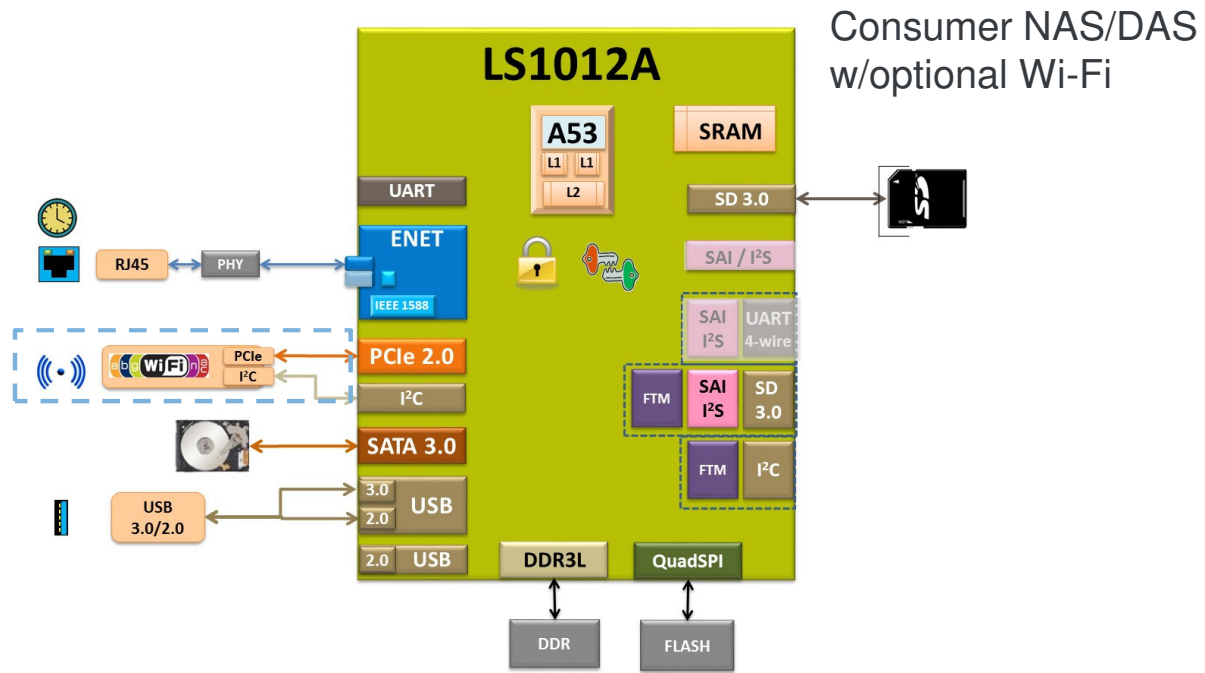 Consumer NAS/DAS
w/optional Wi-Fi
LS1012A
A53
L1 L1
L2
SRAM
UART
SD 3.0
SD
ENET
IEEE 1588
RJ45
PHY
SAI / I²S
SAI
I²S
UART
4-wire
a b g WiFi n ac
PCIe
I²C
PCIe 2.0
I²C
FTM
SAI
I²S
SD
3.0
SATA 3.0
FTM
I²C
USB
3.0/2.0
3.0
2.0
USB
2.0 USB
DDR3L
QuadSPI
DDR
FLASH